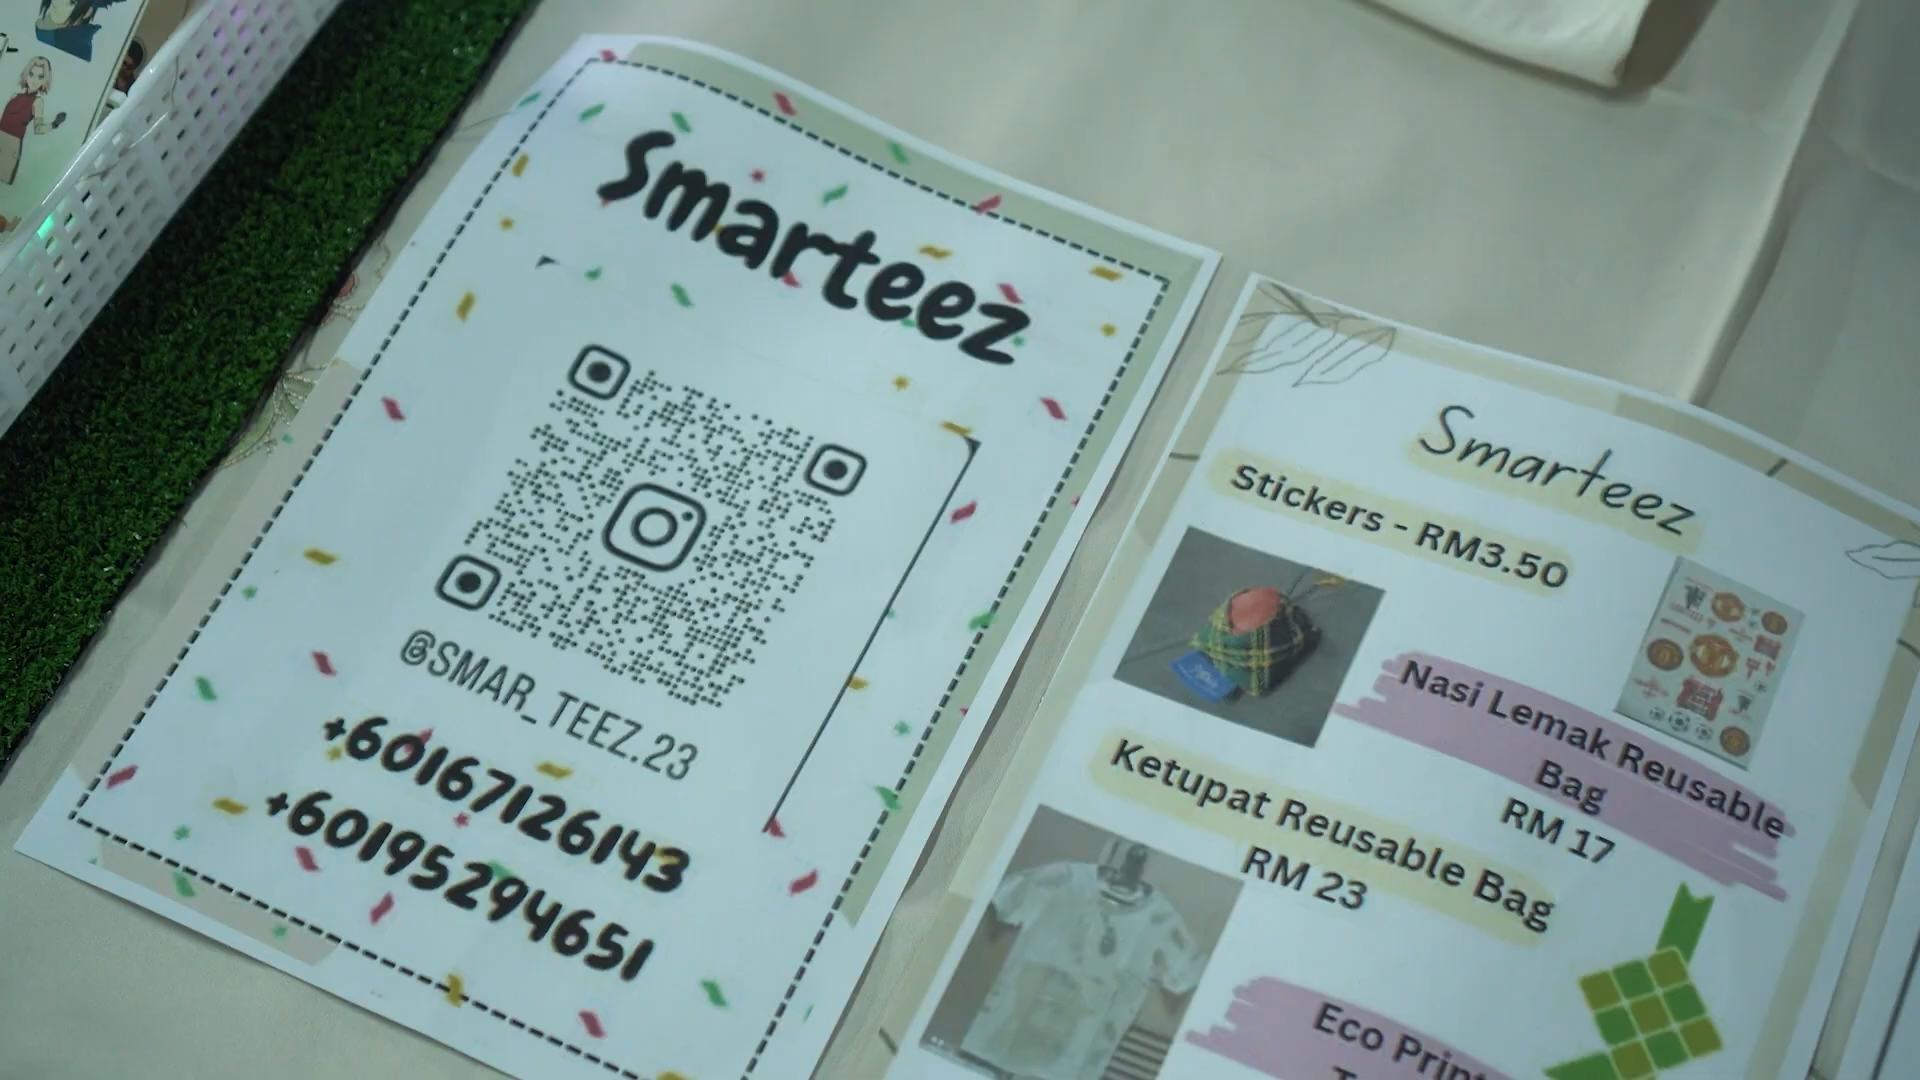 Smarteez
@SMAR_TEEZ.23
+60167126143
+60195294651
Smarteez
Stickers - RM3.50
Nasi Lemak Reusable
Bag
RM 17
Ketupat Reusable Bag
RM 23
Eco Print